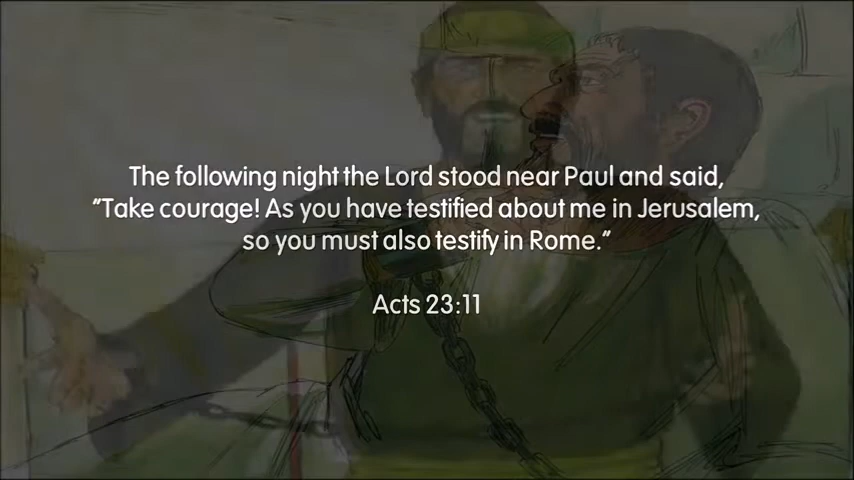 The following night the Lord stood near Paul and said,
"Take courage! As you have testified about me in Jerusalem,
so you must also testify in Rome."
Acts 23:11